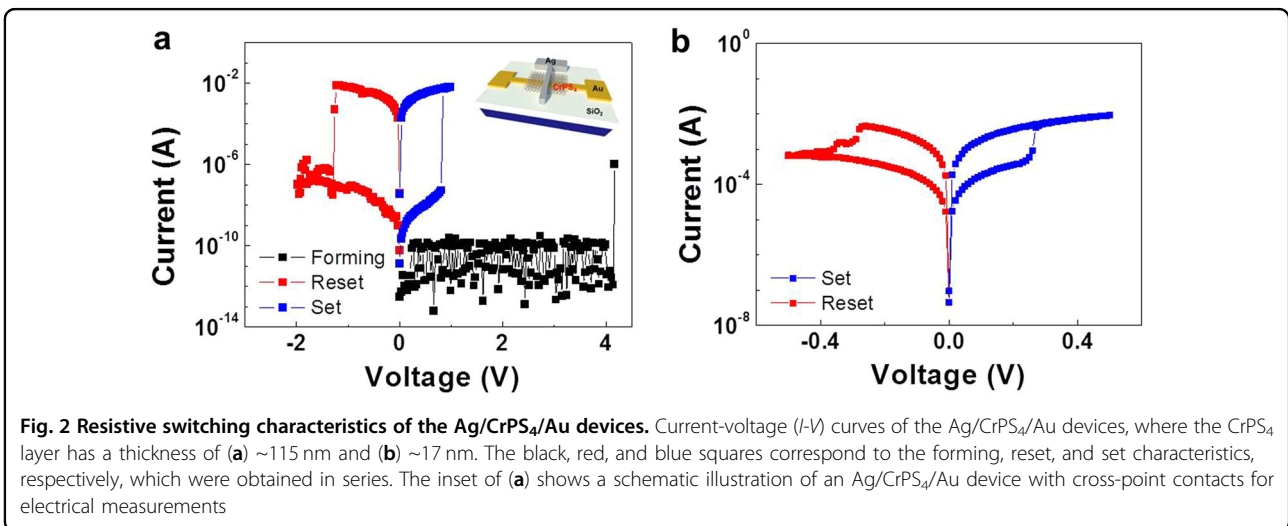 a
Current (A)
10⁻²
10⁻⁶
10⁻¹⁰
10⁻¹⁴
-2
0
2
4
Voltage (V)
Forming
Reset
Set
Ag
CrPS₄
Au
SiO₂
b
Current (A)
10⁰
10⁻⁴
10⁻⁸
-0.4
0.0
0.4
Voltage (V)
Set
Reset
Fig. 2 Resistive switching characteristics of the Ag/CrPS₄/Au devices. Current-voltage (I-V) curves of the Ag/CrPS₄/Au devices, where the CrPS₄
layer has a thickness of (a) ~115 nm and (b) ~17 nm. The black, red, and blue squares correspond to the forming, reset, and set characteristics,
respectively, which were obtained in series. The inset of (a) shows a schematic illustration of an Ag/CrPS₄/Au device with cross-point contacts for
electrical measurements